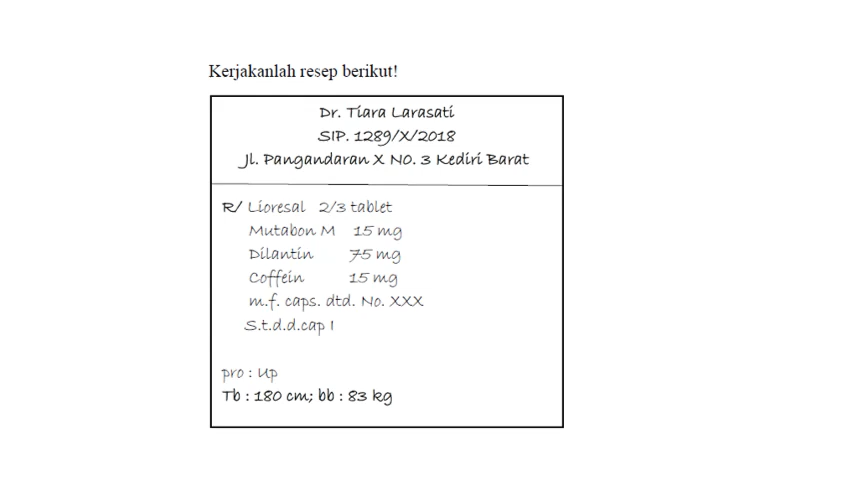 Kerjakanlah resep berikut!
Dr. Tiara Larasati
SIP. 1289/X/2018
Jl. Pangandaran X NO. 3 Kediri Barat
R/ Lioresal 2/3 tablet
Mutabon M 15 mg
Dilantin 75 mg
Coffein 15 mg
m.f. caps. dtd. No. XXX
S.t.d.d.cap I
pro : Up
Tb : 180 cm; bb : 83 kg